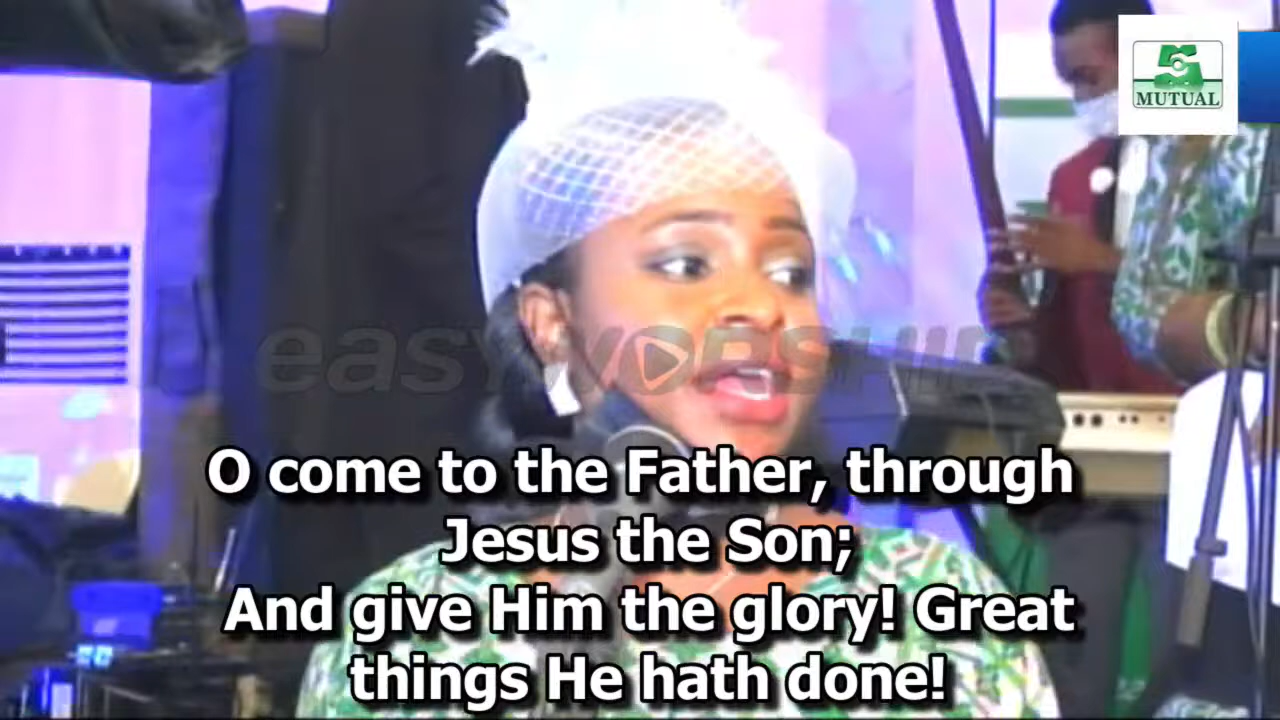 MUTUAL
easyworship
O come to the Father, through
Jesus the Son;
And give Him the glory! Great
things He hath done!